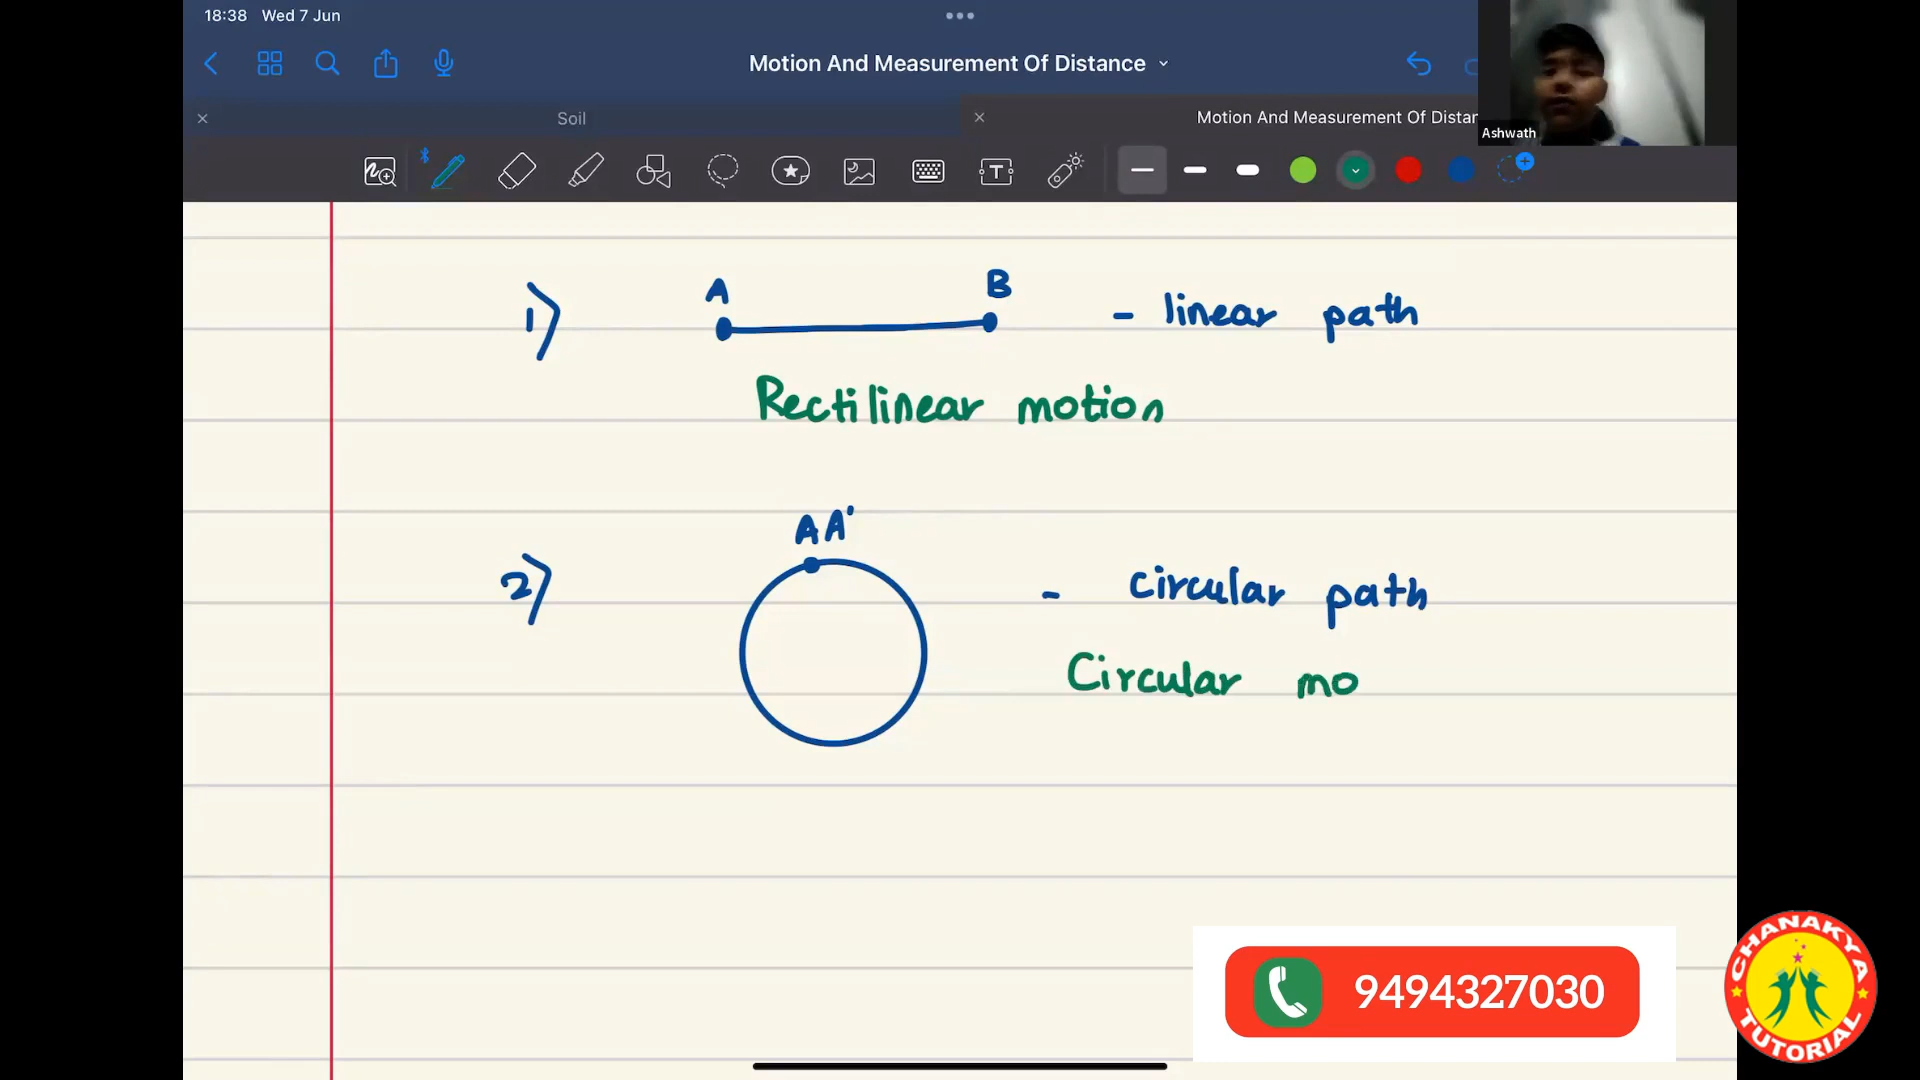 18:38 Wed 7 Jun
Motion And Measurement Of Distance
Soil
Motion And Measurement Of Distan
Ashwath
T
1) A B - linear path
Rectilinear motion
A A'
2) - circular path
Circular mo
9494327030
CHANAKYA
TUTORIAL